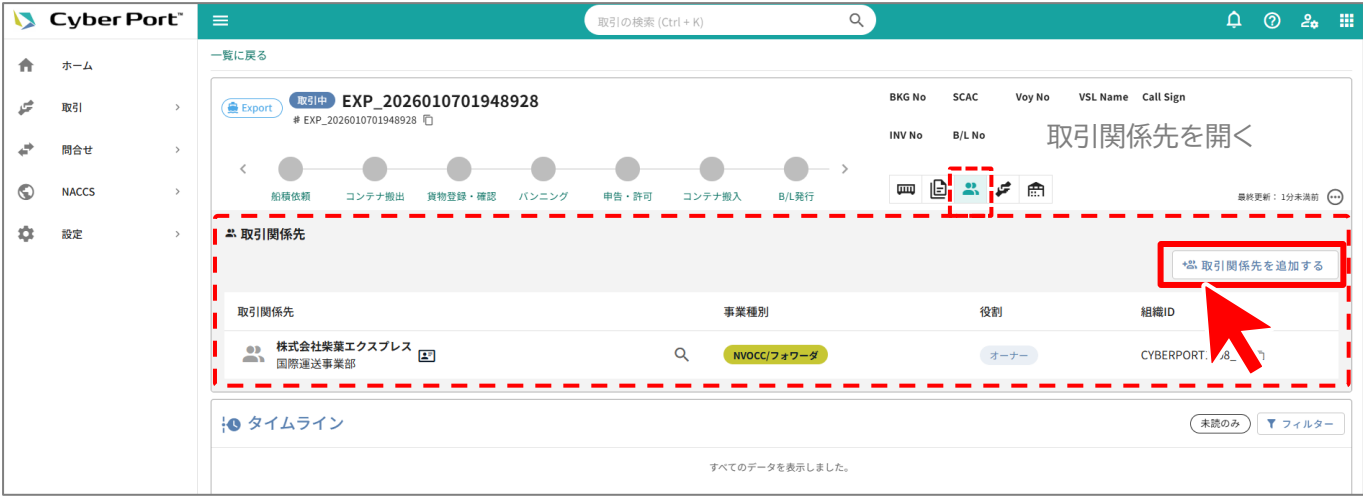 Cyber Port™
取引の検索 (Ctrl + K)
ホーム
取引
問合せ
NACCS
設定
一覧に戻る
Export
取引中 EXP_2026010701948928
# EXP_2026010701948928
BKG No SCAC Voy No VSL Name Call Sign
INV No B/L No
取引関係先を開く
船積依頼 コンテナ搬出 貨物登録・確認 バンニング 申告・許可 コンテナ搬入 B/L発行
最終更新： 1分未満前
取引関係先
取引関係先を追加する
取引関係先 事業種別 役割 組織ID
株式会社柴葉エクスプレス
国際運送事業部
NVOCC/フォワーダ オーナー CYBERPORT.
タイムライン
未読のみ フィルター
すべてのデータを表示しました。